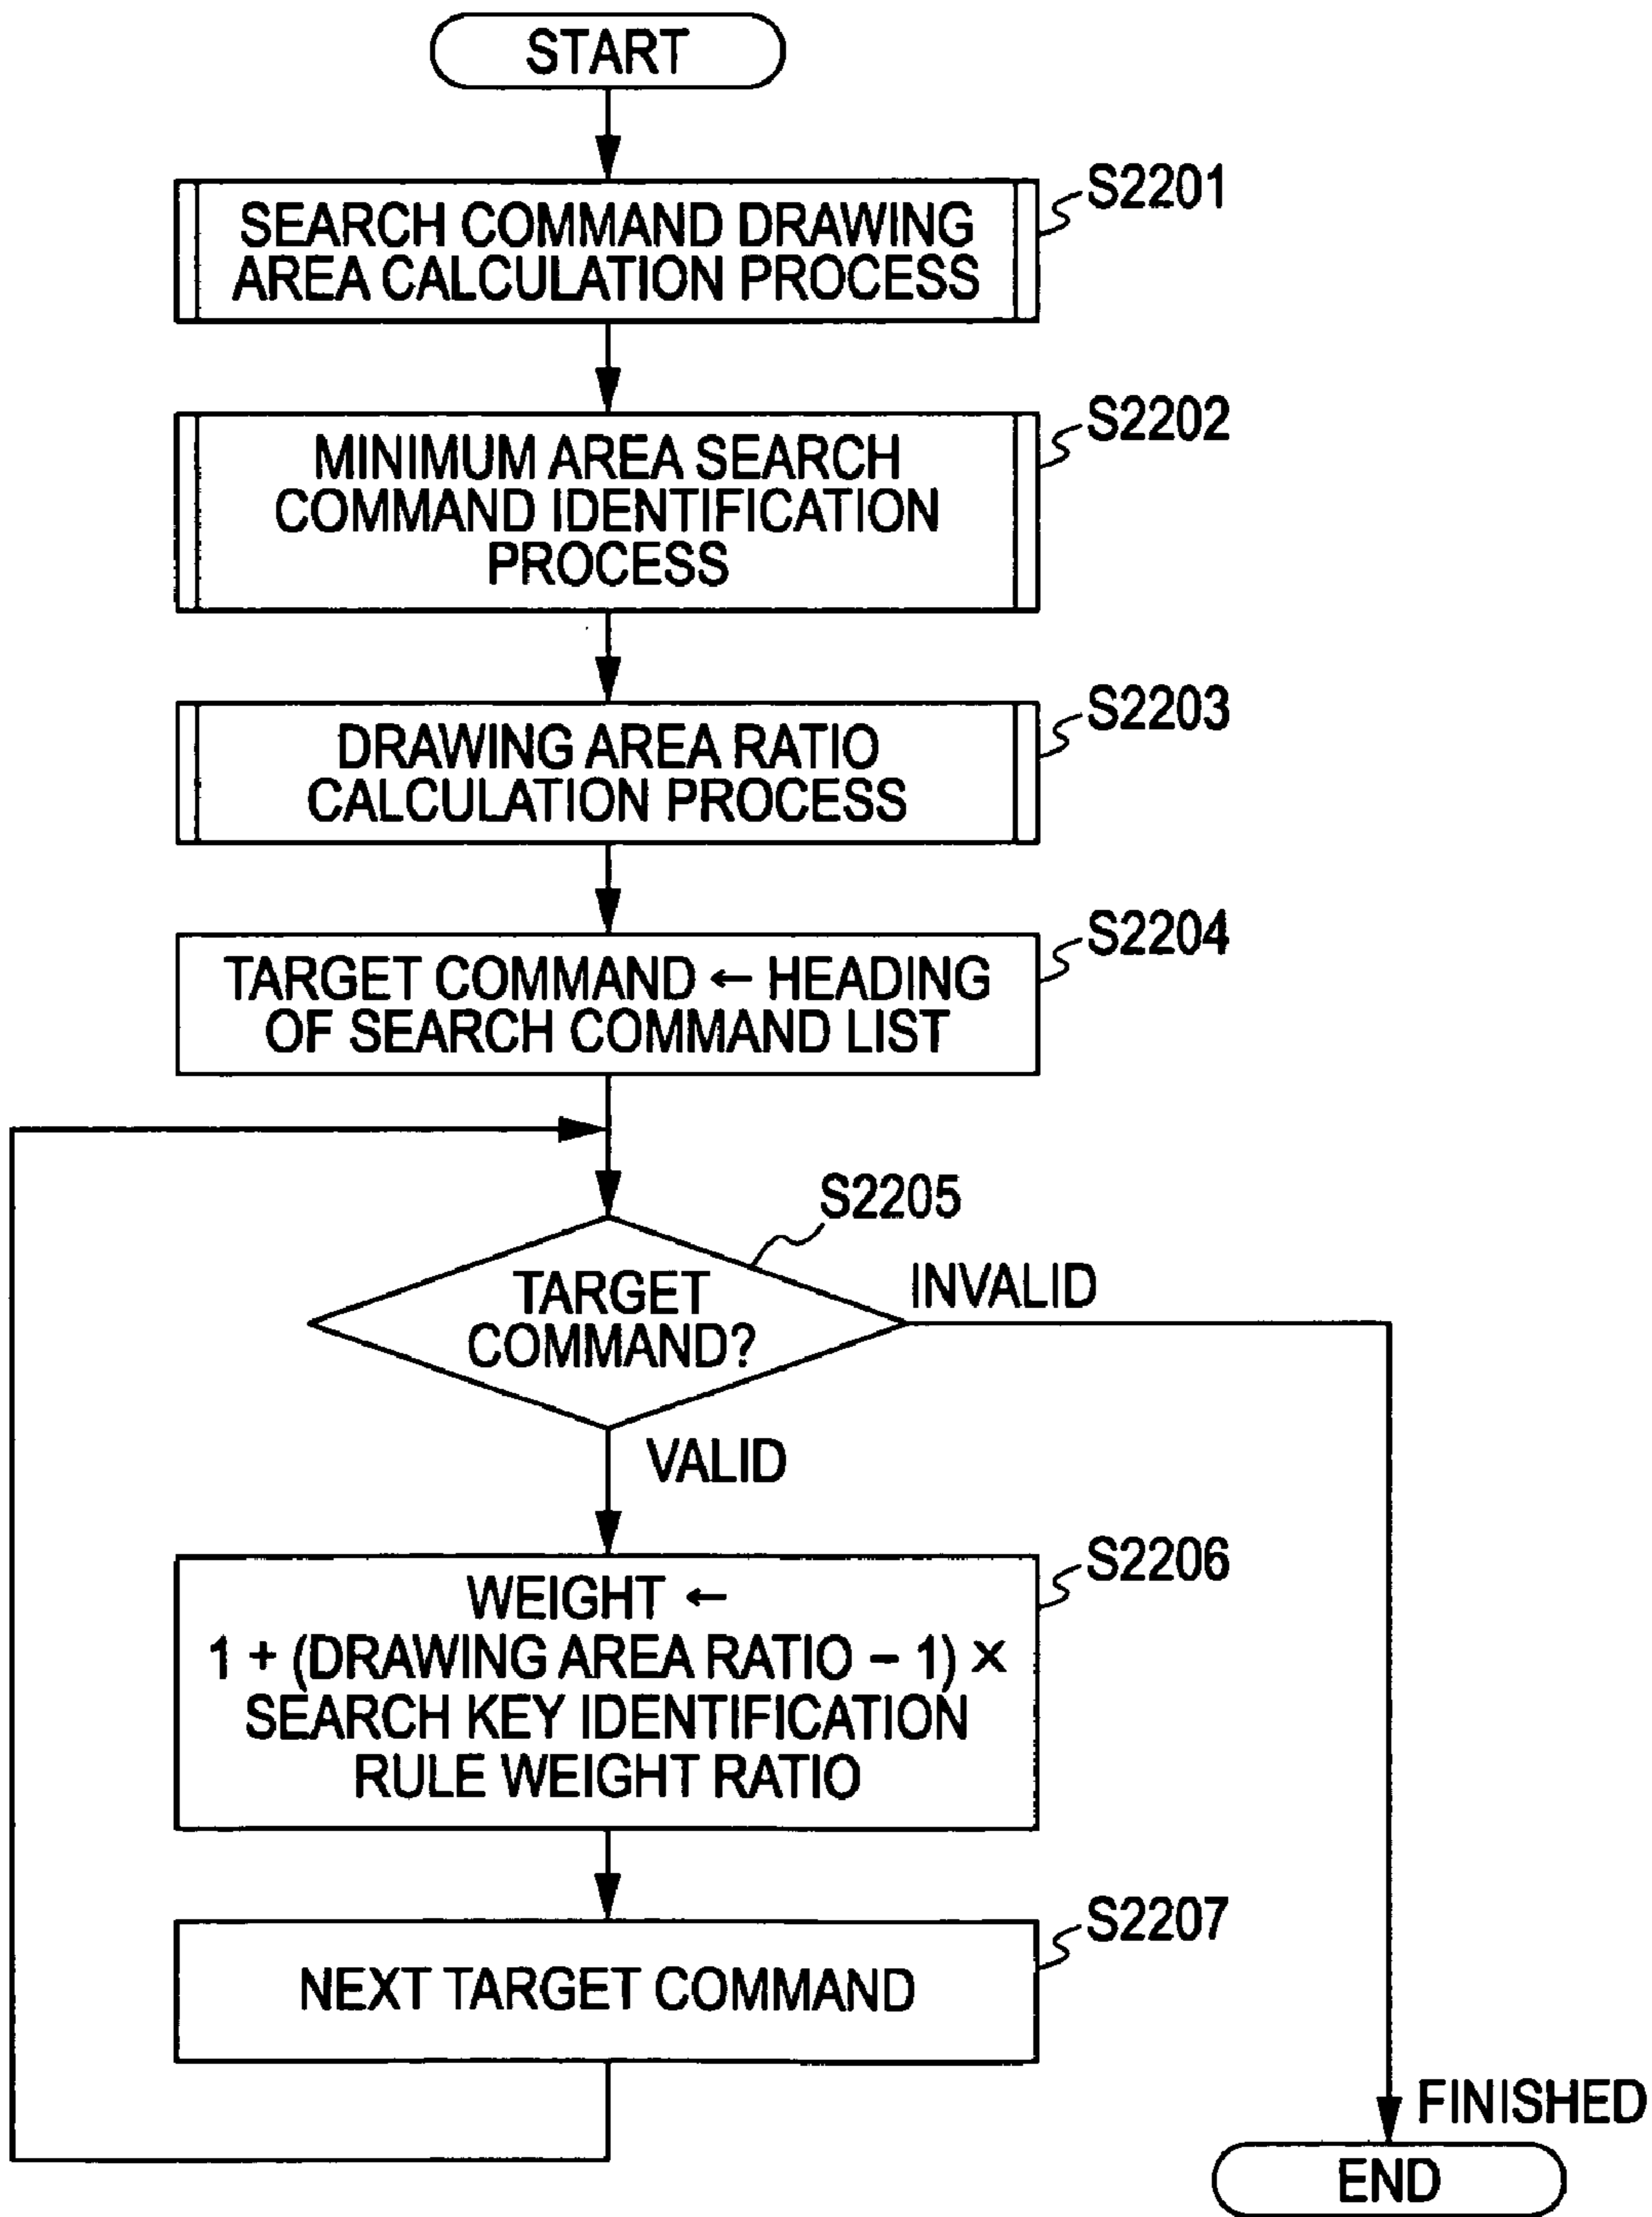 START
S2201
SEARCH COMMAND DRAWING
AREA CALCULATION PROCESS
S2202
MINIMUM AREA SEARCH
COMMAND IDENTIFICATION
PROCESS
S2203
DRAWING AREA RATIO
CALCULATION PROCESS
S2204
TARGET COMMAND ← HEADING
OF SEARCH COMMAND LIST
S2205
TARGET
COMMAND?
INVALID
VALID
S2206
WEIGHT ←
1 + (DRAWING AREA RATIO – 1) ×
SEARCH KEY IDENTIFICATION
RULE WEIGHT RATIO
S2207
NEXT TARGET COMMAND
FINISHED
END